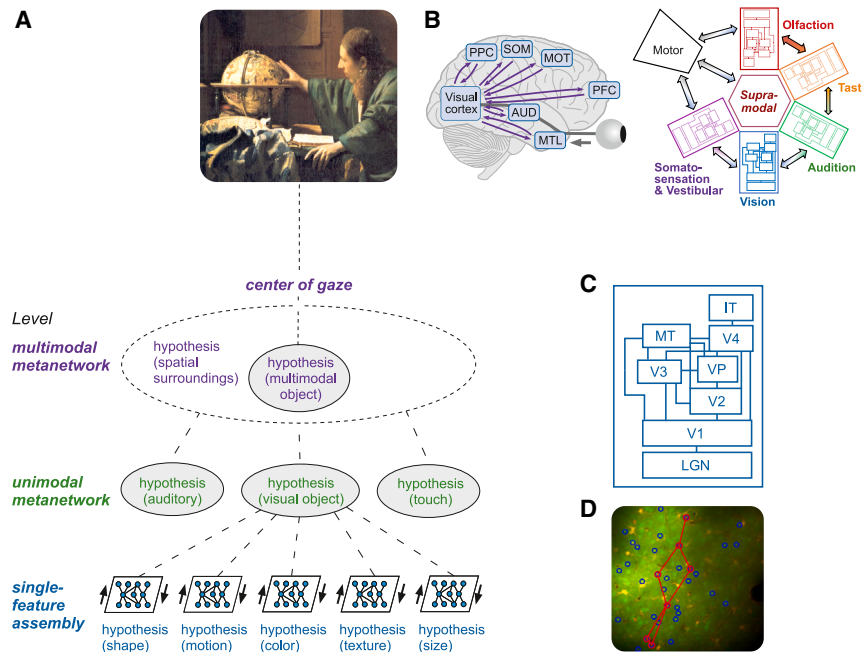 A
center of gaze
Level
multimodal
metanetwork
hypothesis
(spatial
surroundings)
hypothesis
(multimodal
object)
unimodal
metanetwork
hypothesis
(auditory)
hypothesis
(visual object)
hypothesis
(touch)
single-
feature
assembly
hypothesis
(shape)
hypothesis
(motion)
hypothesis
(color)
hypothesis
(texture)
hypothesis
(size)
B
PPC
SOM
MOT
PFC
Visual
cortex
AUD
MTL
Motor
Olfaction
Tast
Supra-
modal
Somato-
sensation
& Vestibular
Vision
Audition
C
IT
MT
V4
V3
VP
V2
V1
LGN
D